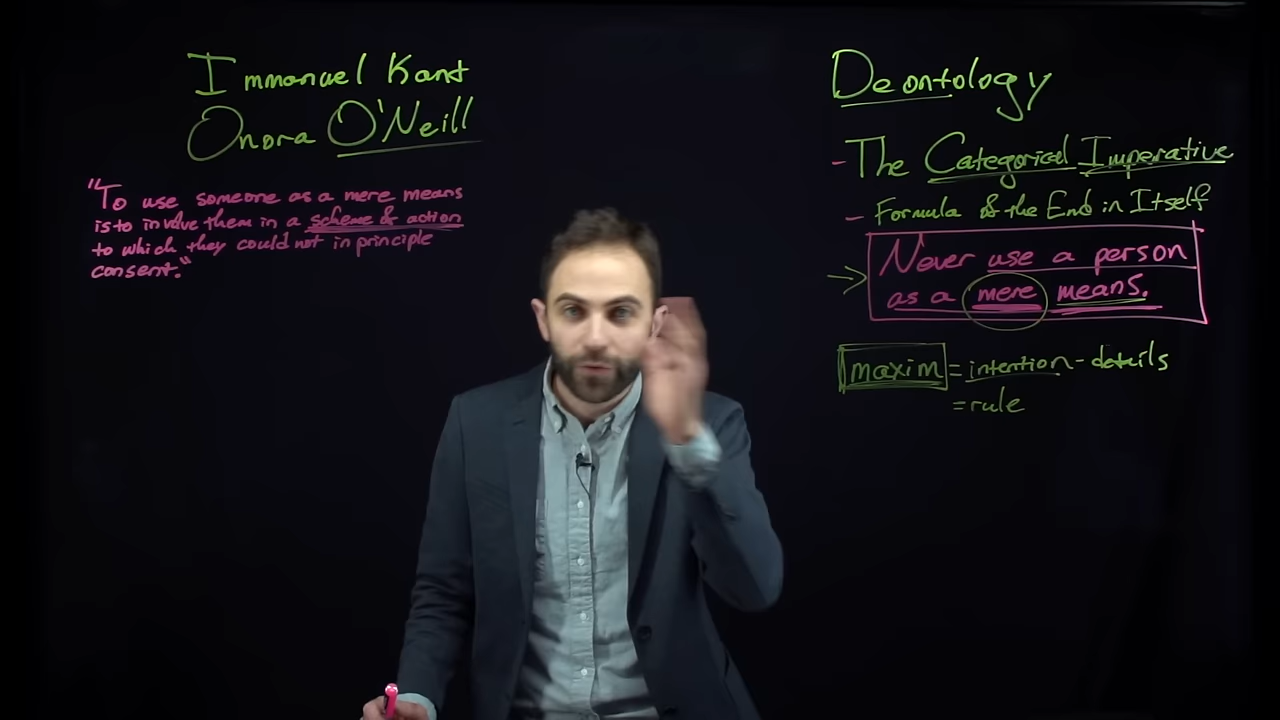 Immanuel Kant
Onora O'Neill
"To use someone as a mere means
is to involve them in a scheme of action
to which they could not in principle
consent."
Deontology
- The Categorical Imperative
- Formula of the End in Itself
→ Never use a person
as a mere means.
maxim = intention - details
= rule